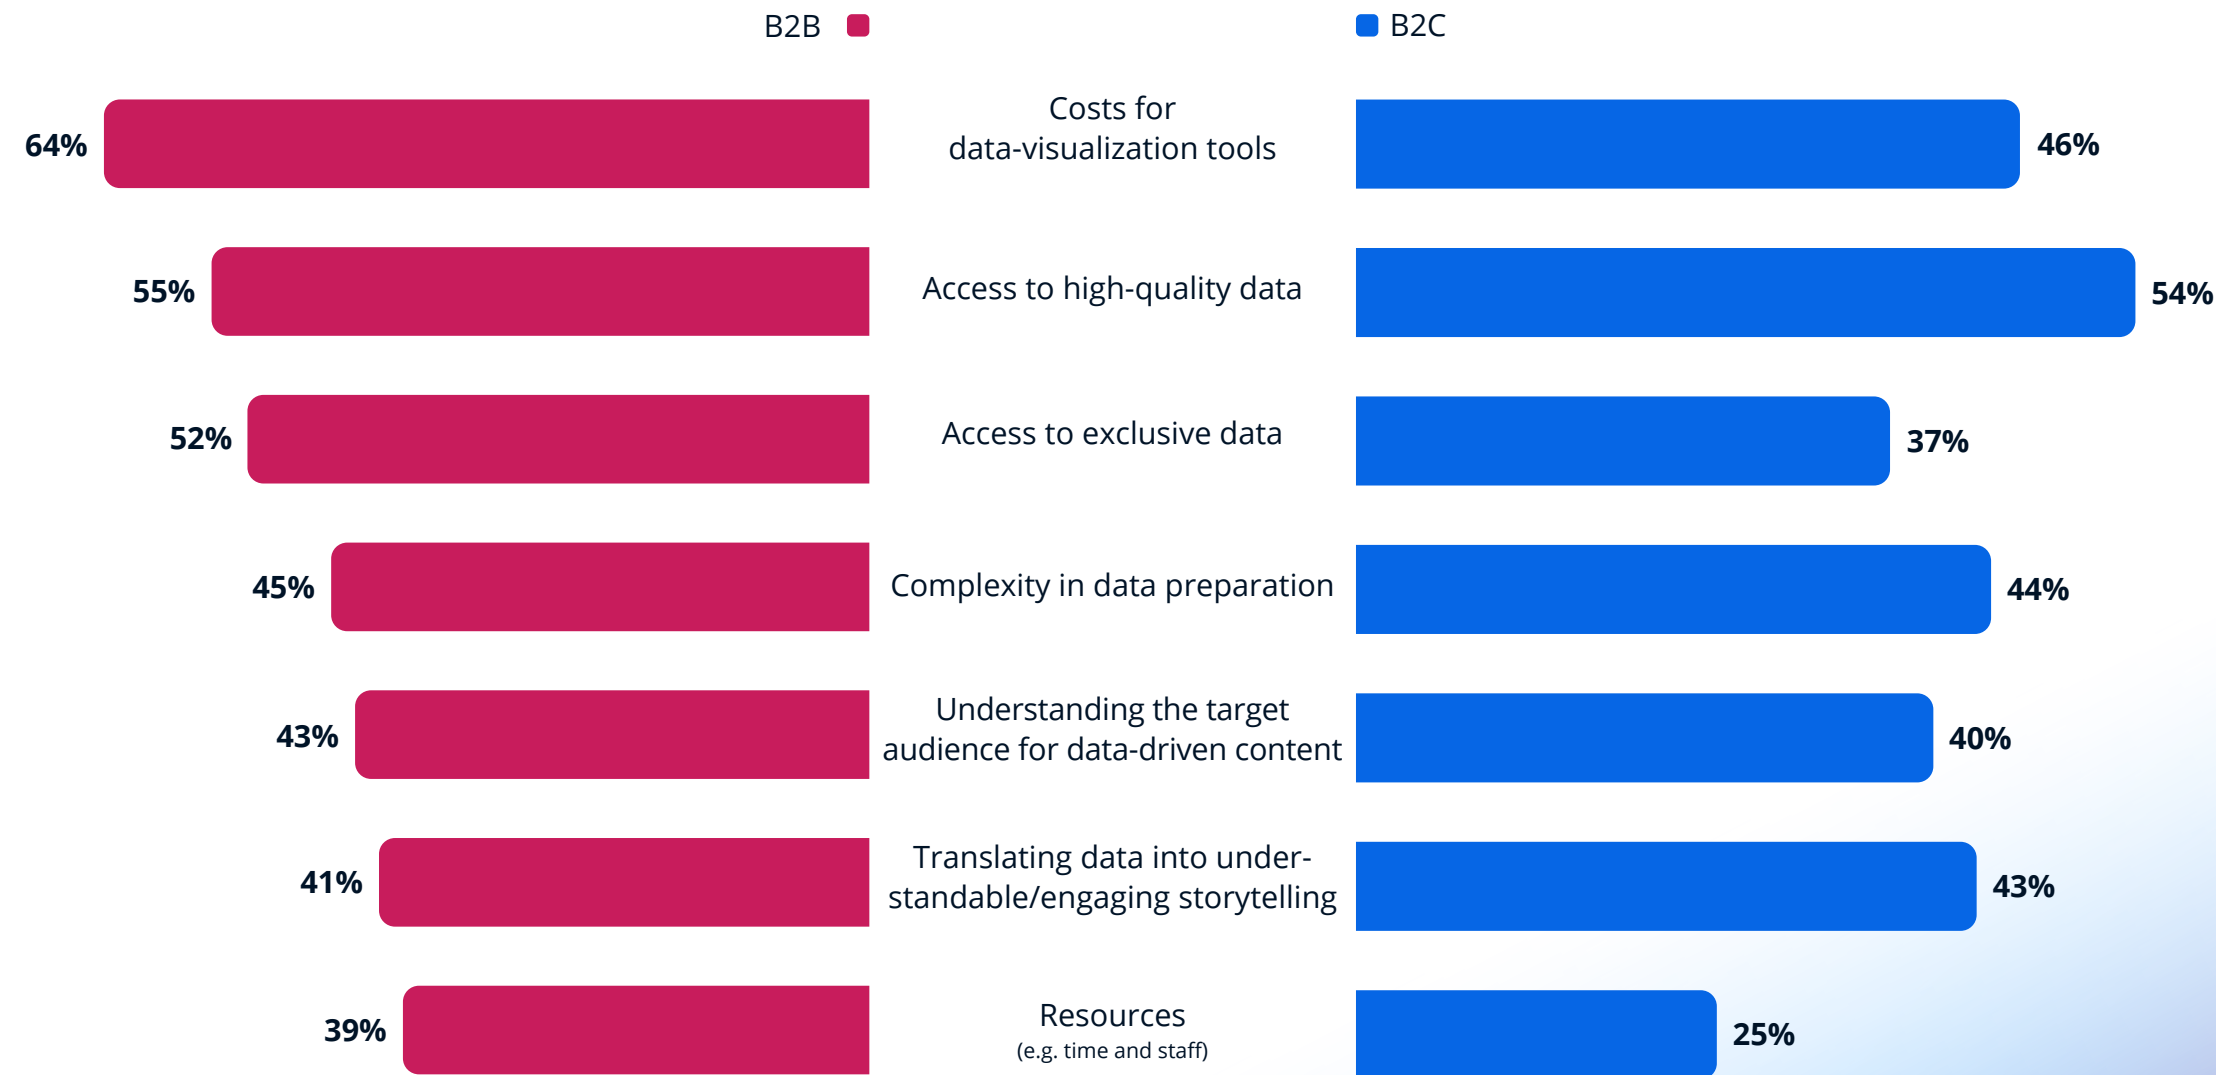 B2B
B2C
64%
Costs for
data-visualization tools
46%
55%
Access to high-quality data
54%
52%
Access to exclusive data
37%
45%
Complexity in data preparation
44%
43%
Understanding the target
audience for data-driven content
40%
41%
Translating data into under-
standable/engaging storytelling
43%
39%
Resources
(e.g. time and staff)
25%